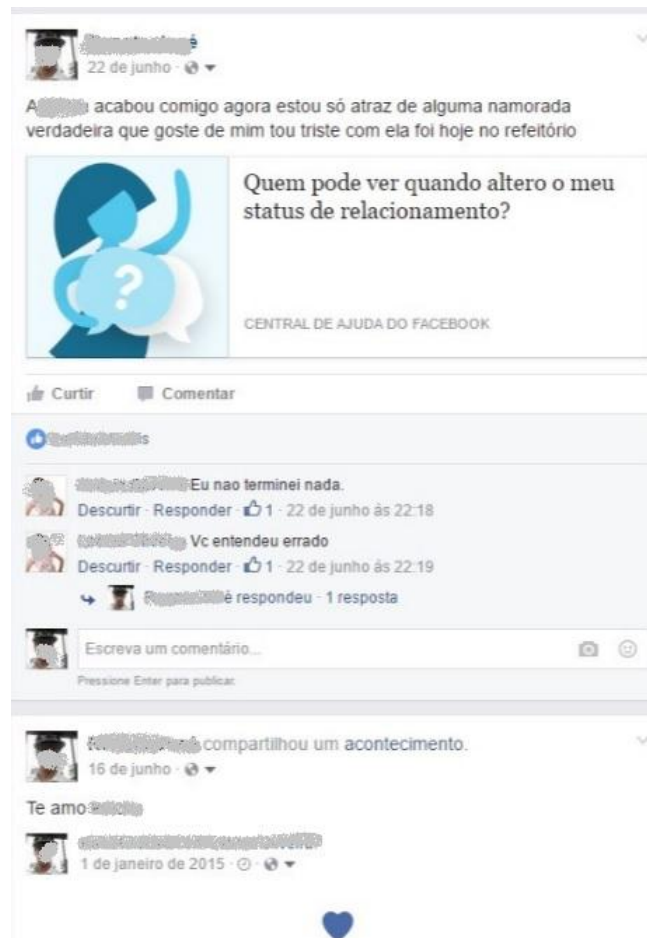 22 de junho
A acabou comigo agora estou só atraz de alguma namorada
verdadeira que goste de mim tou triste com ela foi hoje no refeitório
?
Quem pode ver quando altero o meu
status de relacionamento?
CENTRAL DE AJUDA DO FACEBOOK
Curtir Comentar
s
Eu nao terminei nada.
Descurtir · Responder · 1 · 22 de junho às 22:18
Vc entendeu errado
Descurtir · Responder · 1 · 22 de junho às 22:19
é respondeu · 1 resposta
Escreva um comentário...
Pressione Enter para publicar.
compartilhou um acontecimento.
16 de junho
Te amo
1 de janeiro de 2015